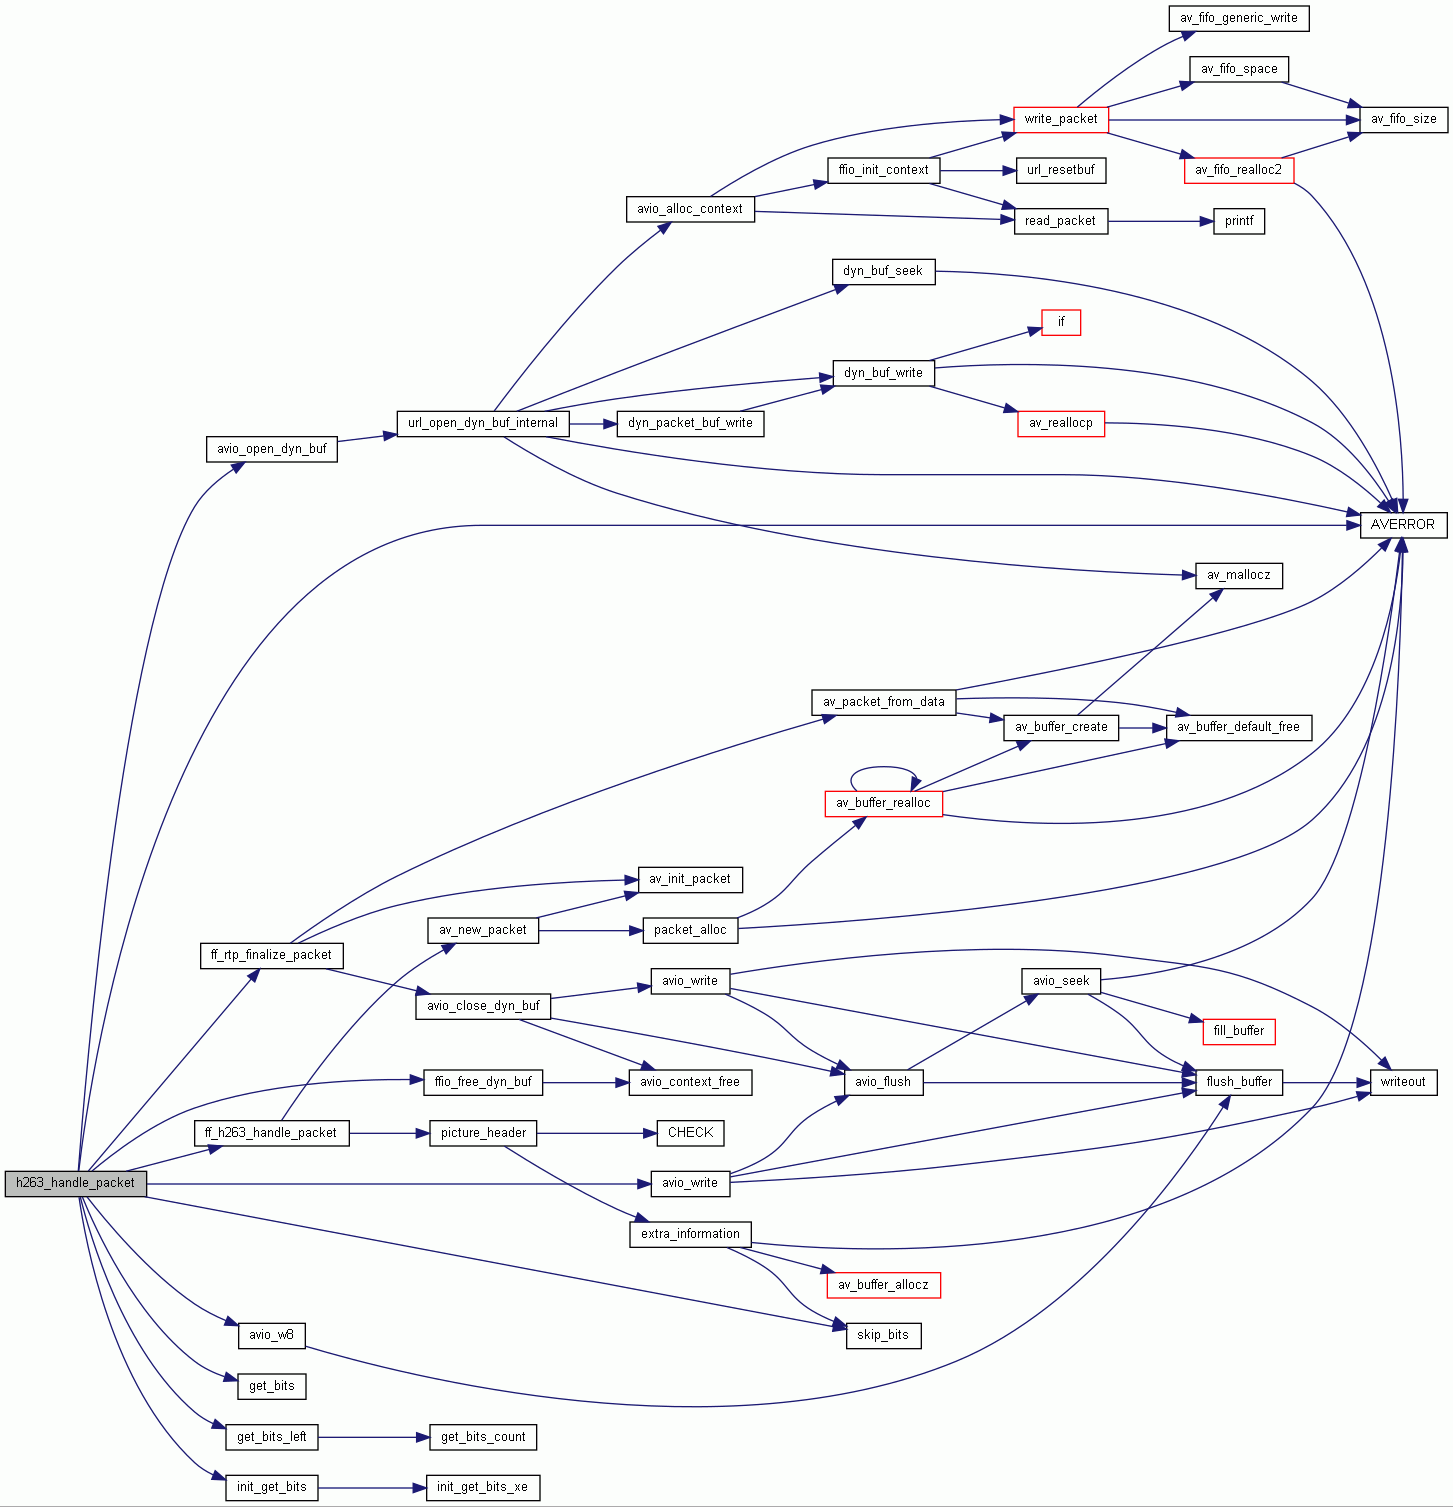 av_fifo_generic_write
av_fifo_space
write_packet
av_fifo_size
ffio_init_context
url_resetbuf
av_fifo_realloc2
avio_alloc_context
read_packet
printf
dyn_buf_seek
if
dyn_buf_write
url_open_dyn_buf_internal
dyn_packet_buf_write
av_reallocp
avio_open_dyn_buf
AVERROR
av_mallocz
av_packet_from_data
av_buffer_create
av_buffer_default_free
av_buffer_realloc
av_init_packet
av_new_packet
packet_alloc
ff_rtp_finalize_packet
avio_write
avio_seek
avio_close_dyn_buf
fill_buffer
ffio_free_dyn_buf
avio_context_free
avio_flush
flush_buffer
writeout
ff_h263_handle_packet
picture_header
CHECK
h263_handle_packet
avio_write
extra_information
av_buffer_allocz
avio_w8
skip_bits
get_bits
get_bits_left
get_bits_count
init_get_bits
init_get_bits_xe